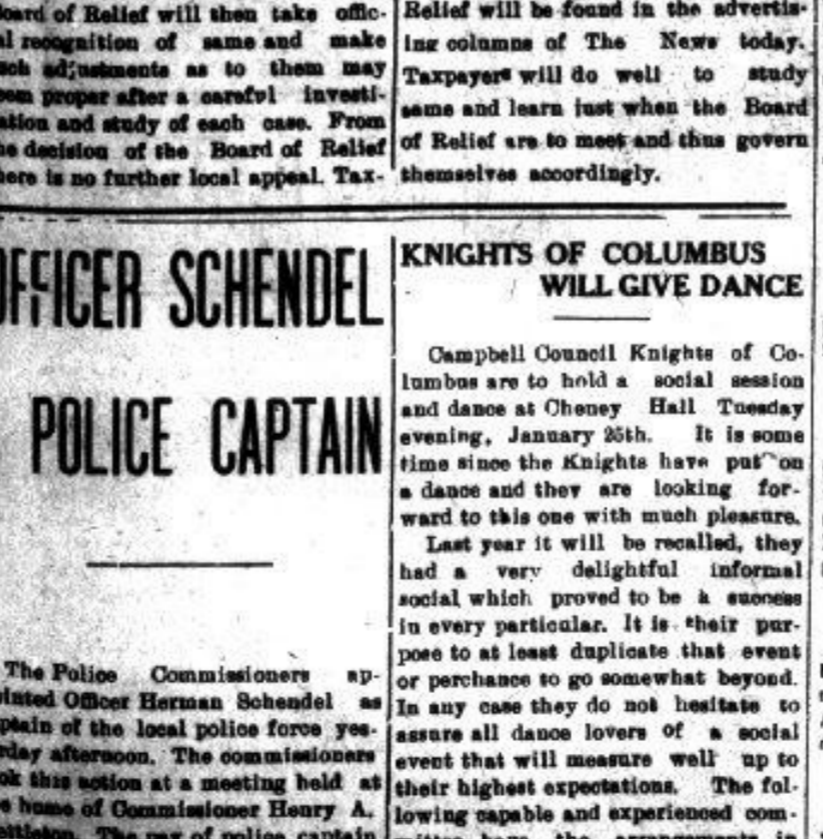 Board of Relief will then take offic-
al recognition of same and make
such adjustments as to them may
seem proper after a careful investi-
ation and study of each case. From
he decision of the Board of Relief
here is no further local appeal. Tax-
OFFICER SCHENDEL
POLICE CAPTAIN
The Police Commissioners ap-
inted Officer Herman Schendel as
ptain of the local police force yes-
rday afternoon. The commissioners
ok this action at a meeting held at
e home of Commissioner Henry A.
The pay of police captain
Relief will be found in the advertis-
ing columns of The News today.
Taxpayers will do well to study
same and learn just when the Board
of Relief are to meet and thus govern
themselves accordingly.
KNIGHTS OF COLUMBUS
WILL GIVE DANCE
Campbell Council Knights of Co-
lumbus are to hold a social session
and dance at Cheney Hall Tuesday
evening, January 25th. It is some
time since the Knights have put on
a dance and they are looking for-
ward to this one with much pleasure.
Last year it will be recalled, they
had a very delightful informal
social which proved to be a success
in every particular. It is their pur-
pose to at least duplicate that event
or perchance to go somewhat beyond.
In any case they do not hesitate to
assure all dance lovers of a social
event that will measure well up to
their highest expectations. The fol-
lowing capable and experienced com-